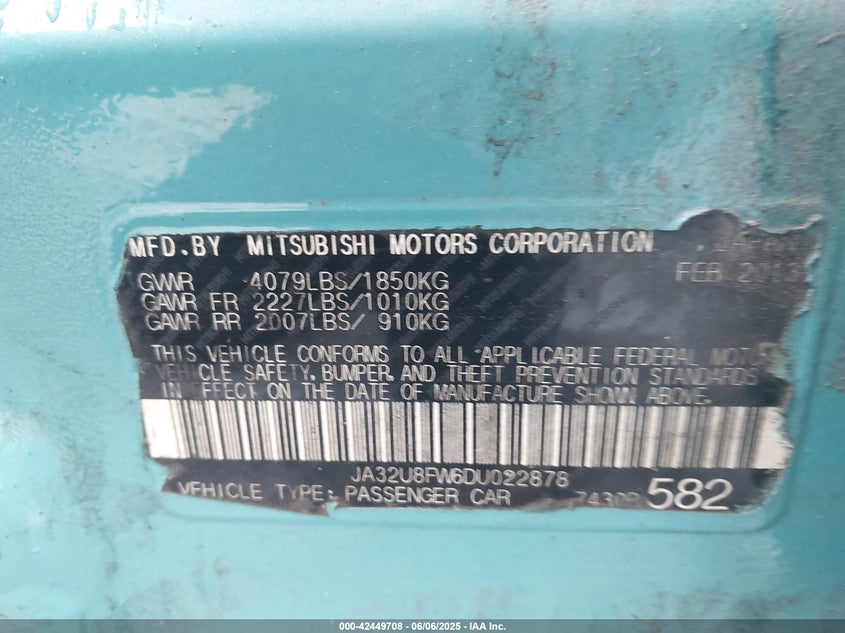 MFD.BY MITSUBISHI MOTORS CORPORATION
FEB
GVWR 4079LBS/1850KG
GAWR FR 2227LBS/1010KG
GAWR RR 2007LBS/ 910KG
THIS VEHICLE CONFORMS TO ALL APPLICABLE FEDERAL MOTOR
VEHICLE SAFETY, BUMPER, AND THEFT PREVENTION STANDARDS
IN EFFECT ON THE DATE OF MANUFACTURE SHOWN ABOVE.
JA32U8FW6DU022878
VEHICLE TYPE: PASSENGER CAR 582
000-42449708 - 06/06/2025 - IAA Inc.